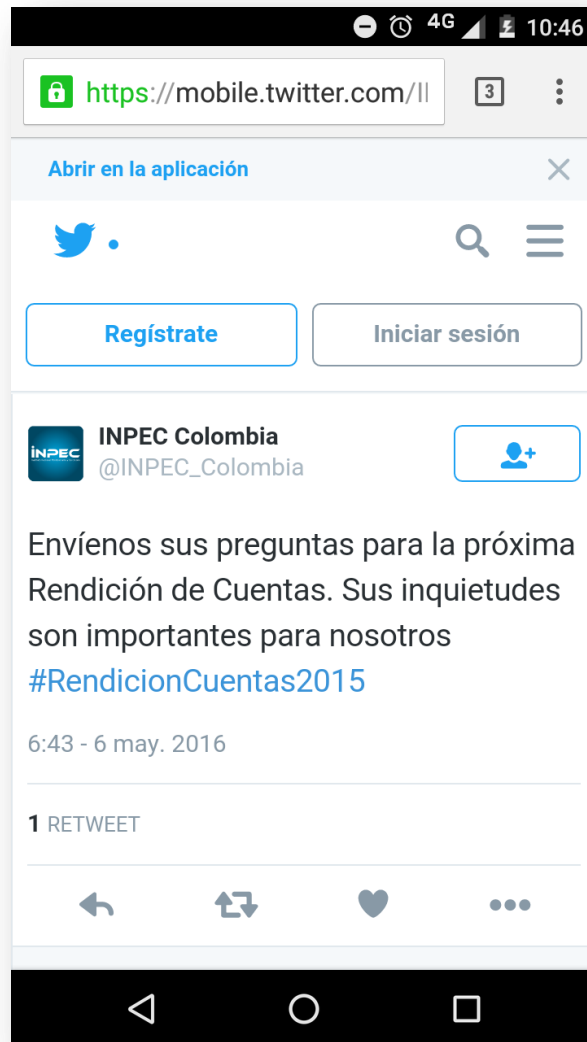 4G 10:46
https://mobile.twitter.com/II 3
Abrir en la aplicación
Regístrate Iniciar sesión
INPEC
INPEC Colombia
@INPEC_Colombia
Envíenos sus preguntas para la próxima
Rendición de Cuentas. Sus inquietudes
son importantes para nosotros
#RendicionCuentas2015
6:43 - 6 may. 2016
1 RETWEET